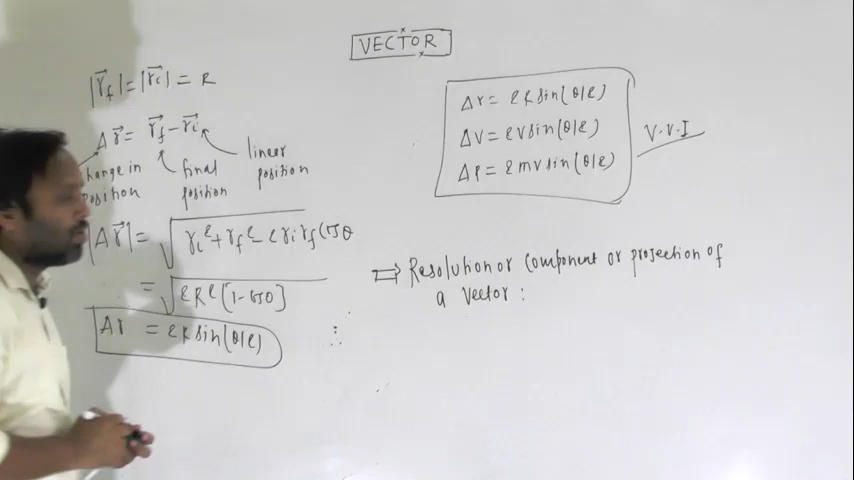 VECTOR
|r⃗f| = |r⃗i| = R
Δr⃗ = r⃗f - r⃗i
change in position
final position
linear position
|Δr⃗| = √ri² + rf² - 2rirf cosθ
= √2R²(1-cosθ)
Δr = 2R sin(θ/2)
∴
Δr = 2R sin(θ/2)
ΔV = 2V sin(θ/2)
ΔP = 2mv sin(θ/2)
V.V.I
⇒ Resolution or component or projection of
a vector :